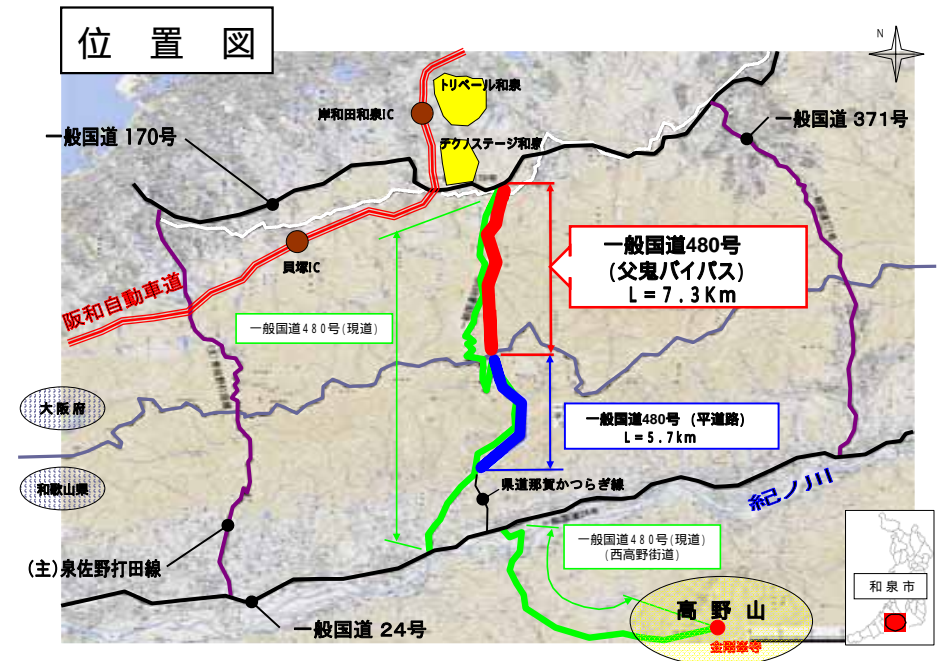 位 置 図
N
トリベール和泉
岸和田和泉IC
一般国道 371号
一般国道 170号
テクノステージ和泉
一般国道480号
(父鬼バイパス)
L=7.3Km
貝塚IC
阪和自動車道
一般国道480号(現道)
大阪府
一般国道480号 (平道路)
L=5.7km
和歌山県
県道那賀かつらぎ線
紀ノ川
一般国道480号(現道)
(西高野街道)
(主)泉佐野打田線
和泉市
高野山
金剛峯寺
一般国道 24号